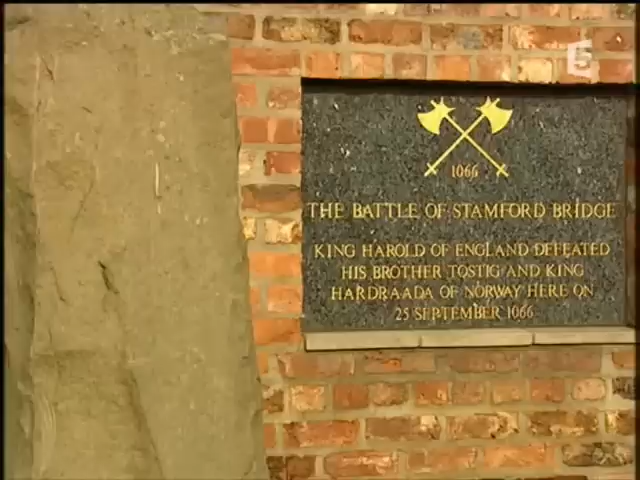 5
1066
THE BATTLE OF STAMFORD BRIDGE
KING HAROLD OF ENGLAND DEFEATED
HIS BROTHER TOSTIG AND KING
HARDRAADA OF NORWAY HERE ON
25 SEPTEMBER 1066